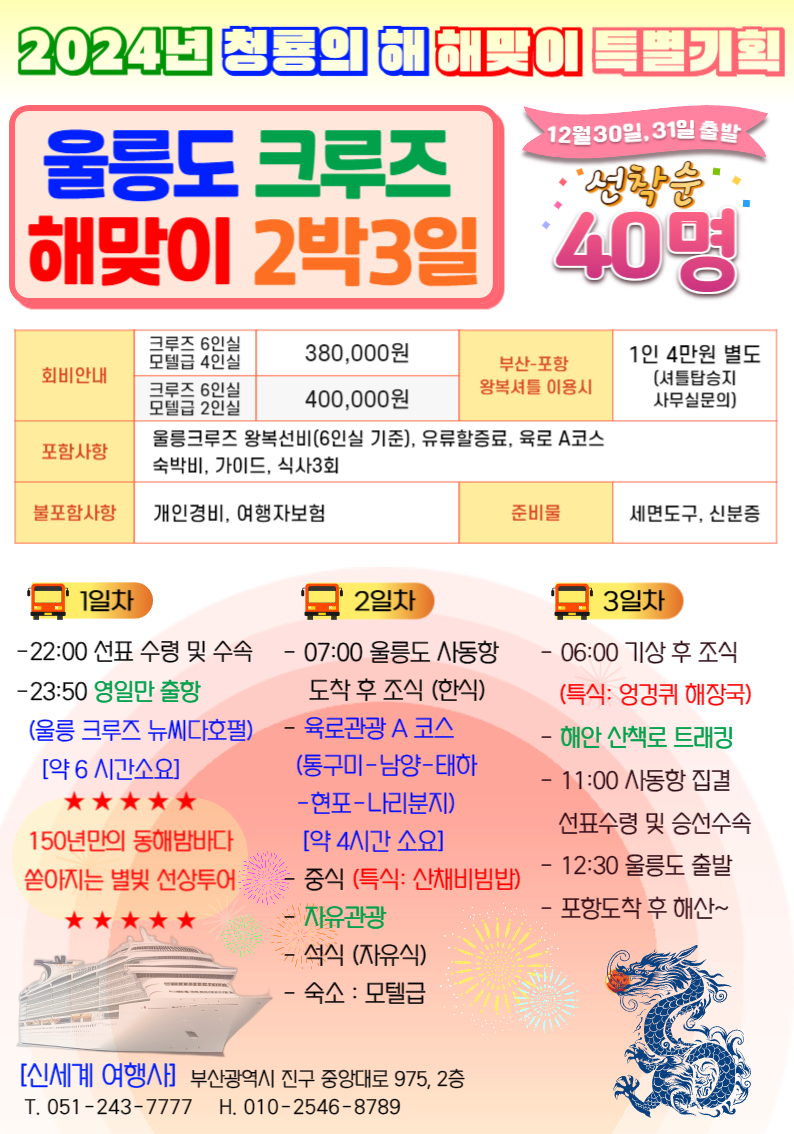 2024년 청룡의 해 해맞이 특별기획
울릉도 크루즈
해맞이 2박3일
12월30일,31일 출발
선착순
40명
회비안내
크루즈 6인실
모텔급 4인실
380,000원
크루즈 6인실
모텔급 2인실
400,000원
부산-포항
왕복셔틀 이용시
1인 4만원 별도
(셔틀탑승지
사무실문의)
포함사항
울릉크루즈 왕복선비(6인실 기준), 유류할증료, 육로 A코스
숙박비, 가이드, 식사3회
불포함사항
개인경비, 여행자보험
준비물
세면도구, 신분증
1일차
-22:00 선표 수령 및 수속
-23:50 영일만 출항
(울릉 크루즈 뉴씨다호펄)
[약 6 시간소요]
★★★★★
150년만의 동해밤바다
쏟아지는 별빛 선상투어
★★★★★
2일차
- 07:00 울릉도 사동항
도착 후 조식 (한식)
- 육로관광 A 코스
(통구미-남양-태하
-현포-나리분지)
[약 4시간 소요]
- 중식 (특식: 산채비빔밥)
- 자유관광
- 석식 (자유식)
- 숙소 : 모텔급
3일차
- 06:00 기상 후 조식
(특식: 엉겅퀴 해장국)
- 해안 산책로 트래킹
- 11:00 사동항 집결
선표수령 및 승선수속
- 12:30 울릉도 출발
- 포항도착 후 해산~
[신세계 여행사] 부산광역시 진구 중앙대로 975, 2층
T. 051-243-7777 H. 010-2546-8789